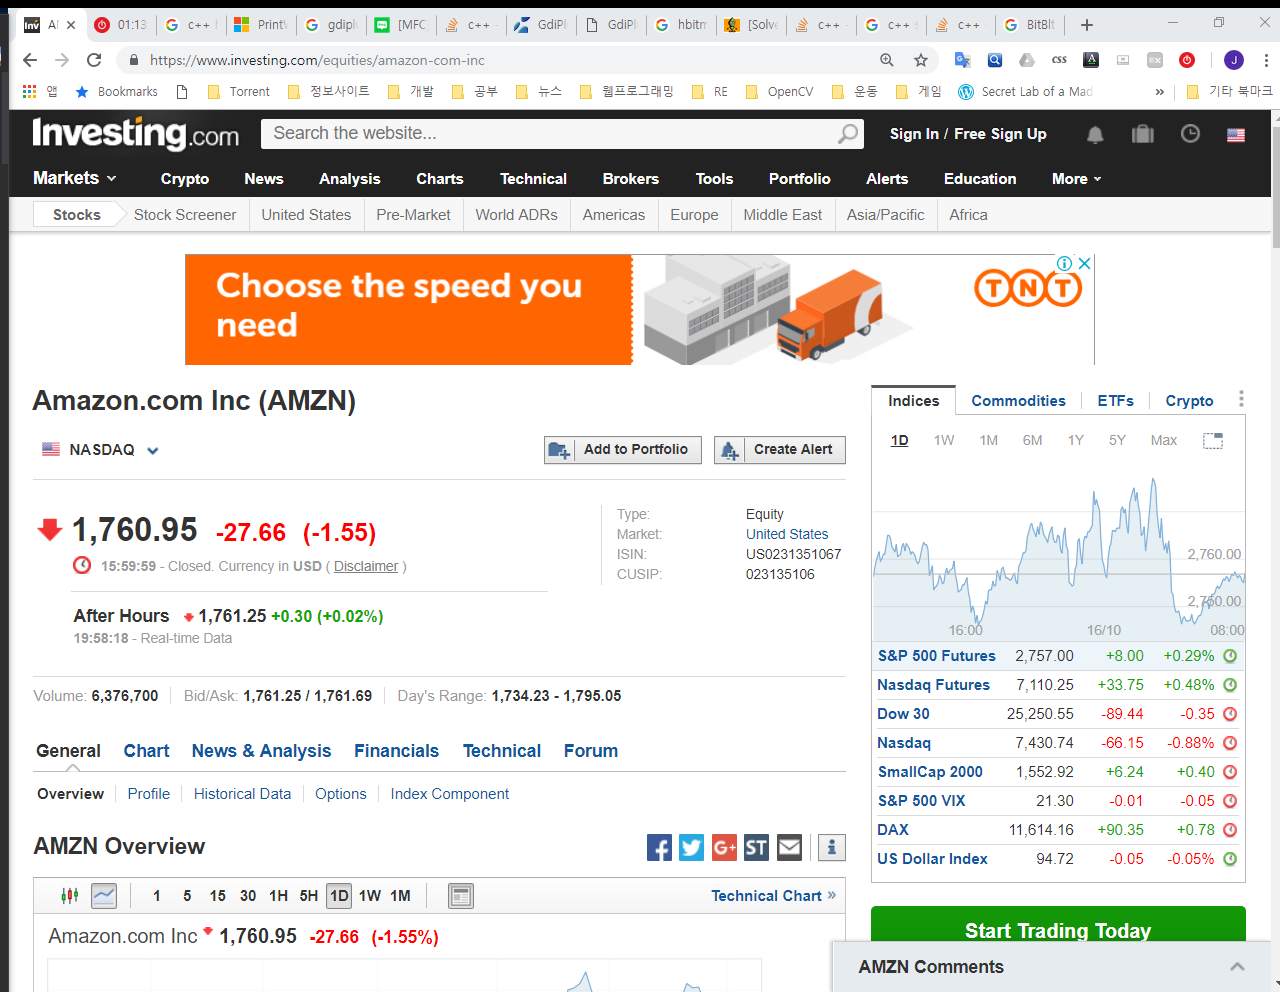 Inv A
01:13
c++
PrintW
c++
gdipl
[MFC]
c++ -
GdiPl
GdiPl
hbitm
[Solve
c++ -
c++ s
c++ -
BitBlt
https://www.investing.com/equities/amazon-com-inc
css
J
앱
Bookmarks
Torrent
정보사이트
개발
공부
뉴스
웹프로그래밍
RE
OpenCV
운동
게임
Secret Lab of a Mad
»
기타 북마크
Investing.com
Search the website...
Sign In / Free Sign Up
Markets Crypto News Analysis Charts Technical Brokers Tools Portfolio Alerts Education More
Stocks Stock Screener United States Pre-Market World ADRs Americas Europe Middle East Asia/Pacific Africa
Choose the speed you
need
TNT
Amazon.com Inc (AMZN)
NASDAQ
Add to Portfolio
Create Alert
1,760.95 -27.66 (-1.55)
15:59:59 - Closed. Currency in USD ( Disclaimer )
After Hours 1,761.25 +0.30 (+0.02%)
19:58:18 - Real-time Data
Type: Equity
Market: United States
ISIN: US0231351067
CUSIP: 023135106
Volume: 6,376,700 Bid/Ask: 1,761.25 / 1,761.69 Day's Range: 1,734.23 - 1,795.05
General Chart News & Analysis Financials Technical Forum
Overview Profile Historical Data Options Index Component
AMZN Overview
G+ ST i
1 5 15 30 1H 5H 1D 1W 1M
Technical Chart »
Amazon.com Inc 1,760.95 -27.66 (-1.55%)
Indices Commodities ETFs Crypto
1D 1W 1M 6M 1Y 5Y Max
2,760.00
2,750.00
16:00 16/10 08:00
S&P 500 Futures 2,757.00 +8.00 +0.29%
Nasdaq Futures 7,110.25 +33.75 +0.48%
Dow 30 25,250.55 -89.44 -0.35
Nasdaq 7,430.74 -66.15 -0.88%
SmallCap 2000 1,552.92 +6.24 +0.40
S&P 500 VIX 21.30 -0.01 -0.05
DAX 11,614.16 +90.35 +0.78
US Dollar Index 94.72 -0.05 -0.05%
Start Trading Today
AMZN Comments